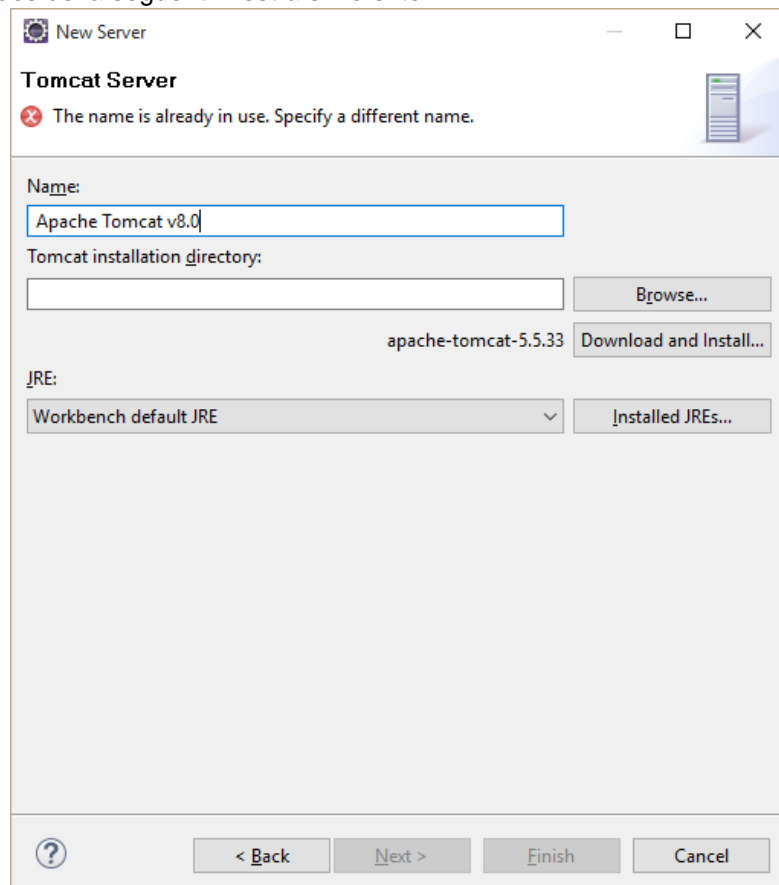 New Server
Tomcat Server
The name is already in use. Specify a different name.
Name:
Apache Tomcat v8.0
Tomcat installation directory:
Browse...
apache-tomcat-5.5.33 Download and Install...
JRE:
Workbench default JRE Installed JREs...
? < Back Next > Finish Cancel